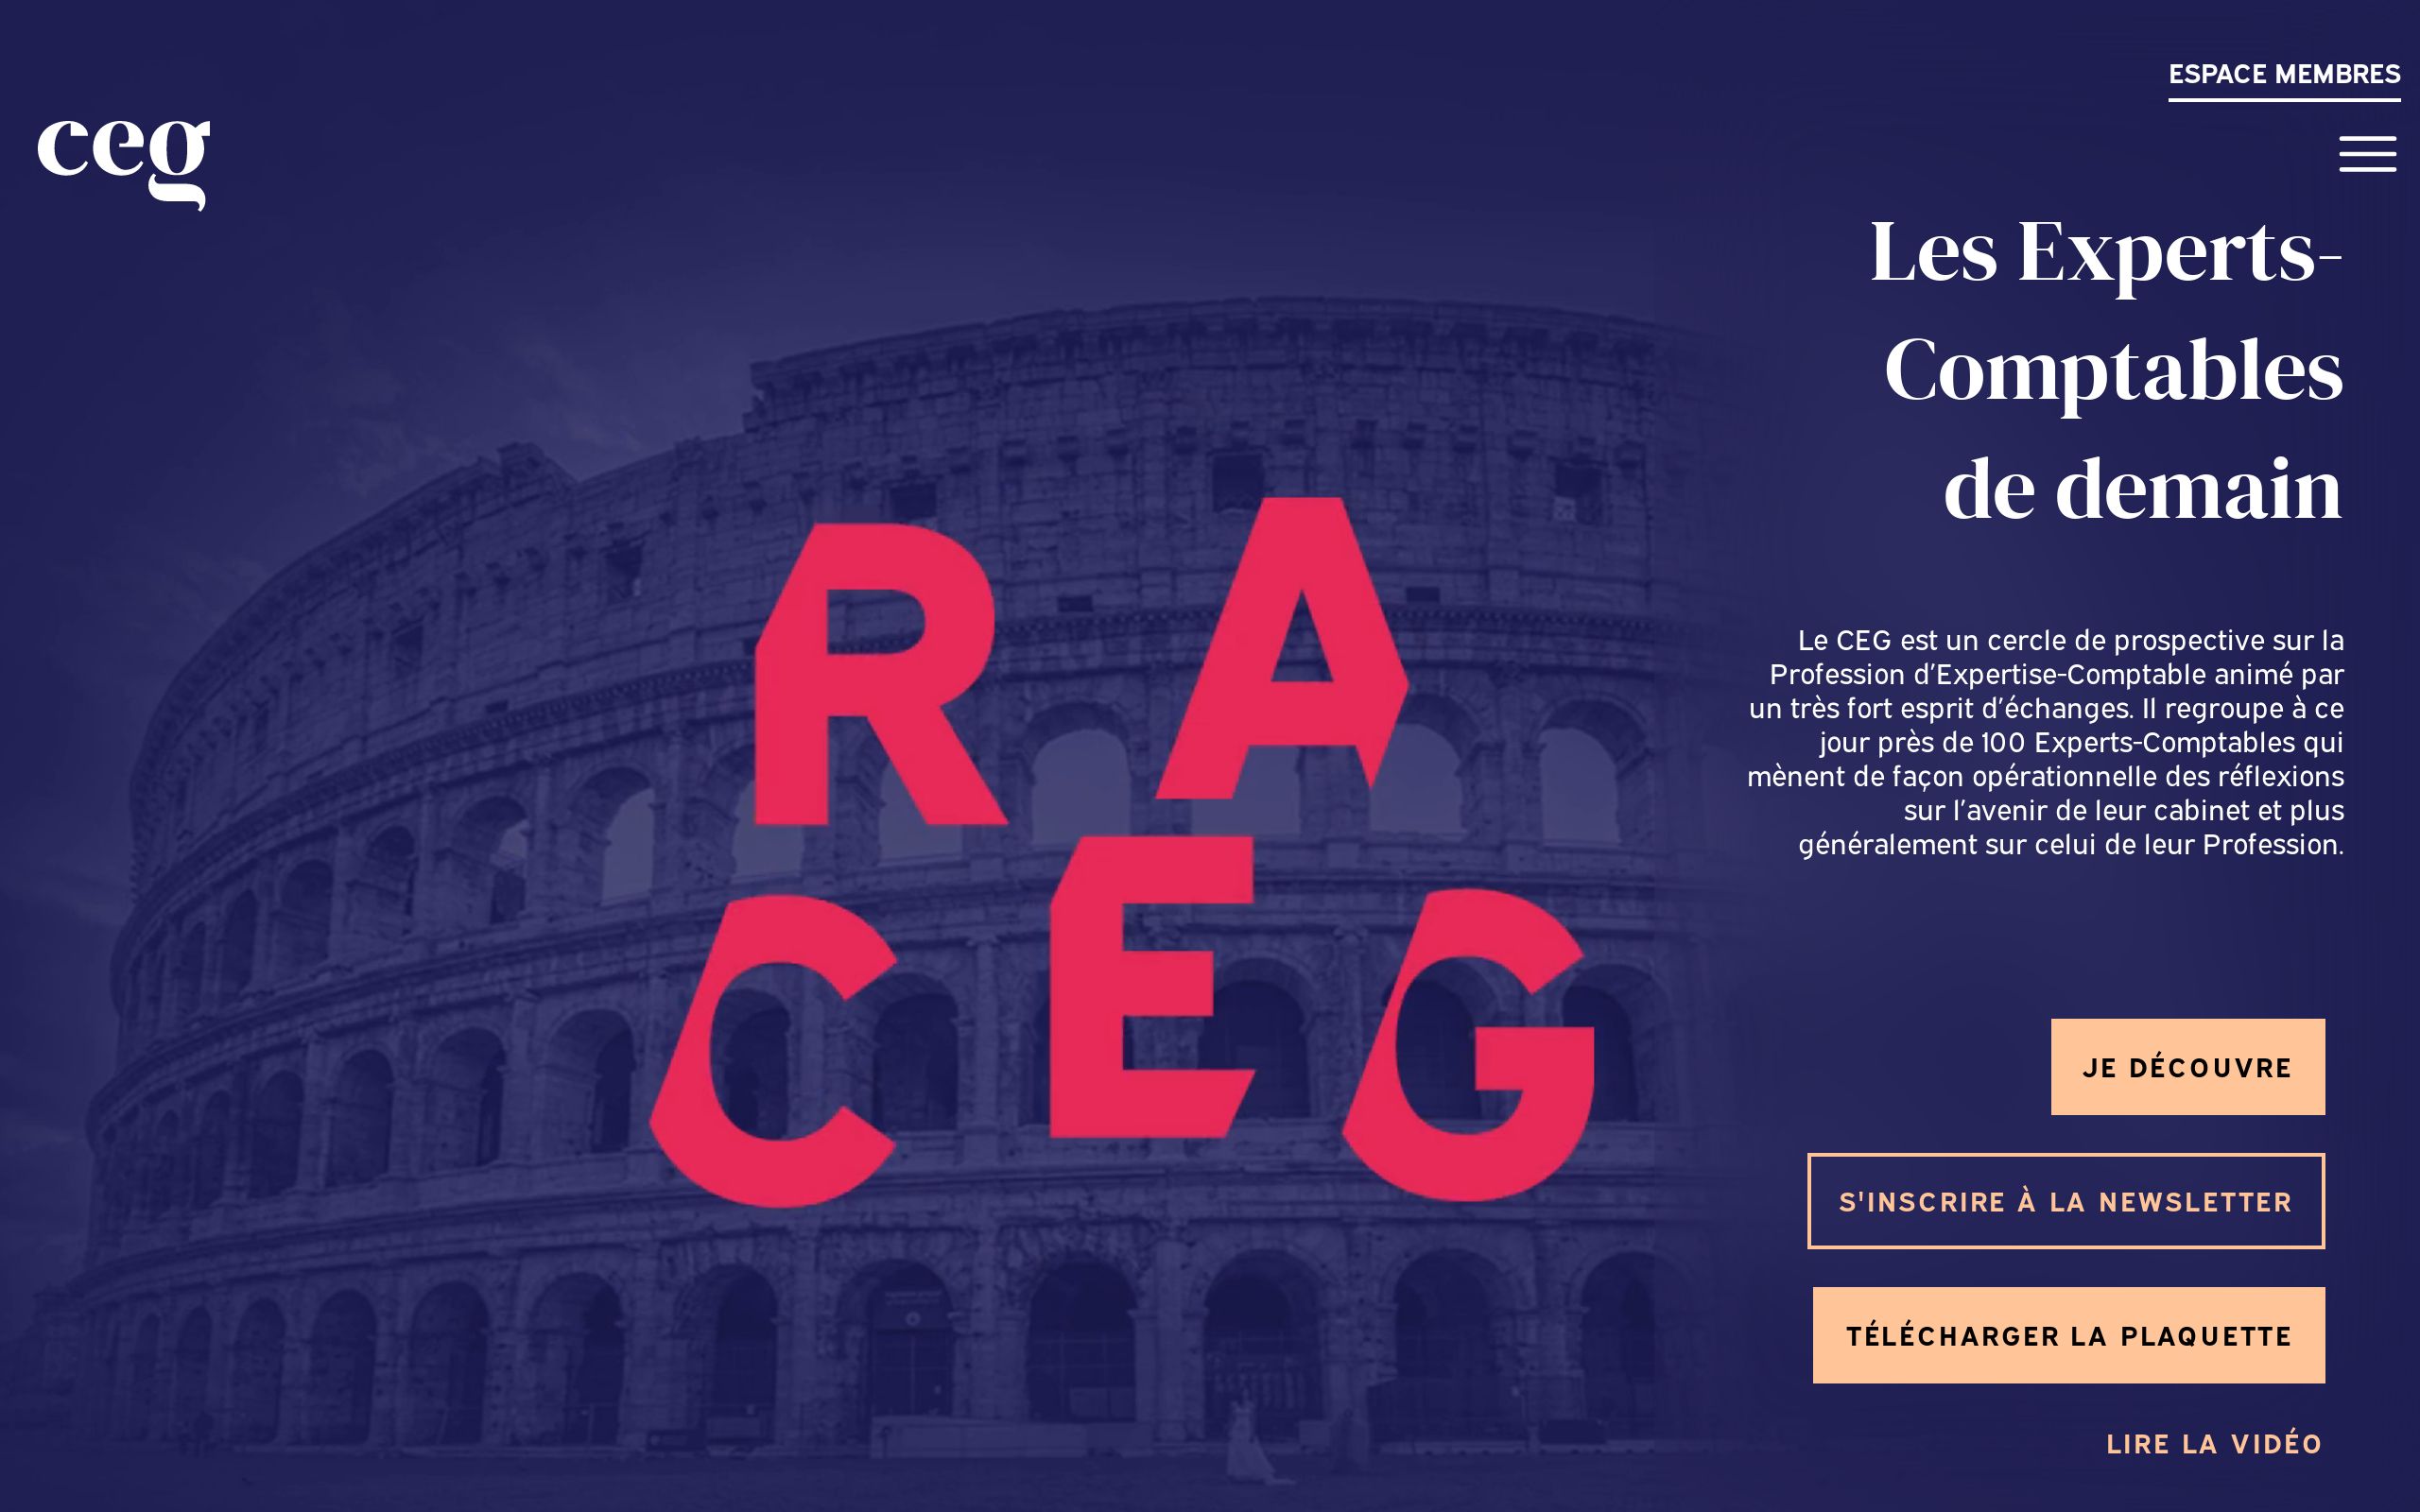 ESPACE MEMBRES
ceg
Les Experts-
Comptables
de demain
R A
C E G
Le CEG est un cercle de prospective sur la
Profession d’Expertise-Comptable animé par
un très fort esprit d’échanges. Il regroupe à ce
jour près de 100 Experts-Comptables qui
mènent de façon opérationnelle des réflexions
sur l’avenir de leur cabinet et plus
généralement sur celui de leur Profession.
JE DÉCOUVRE
S'INSCRIRE À LA NEWSLETTER
TÉLÉCHARGER LA PLAQUETTE
LIRE LA VIDÉO